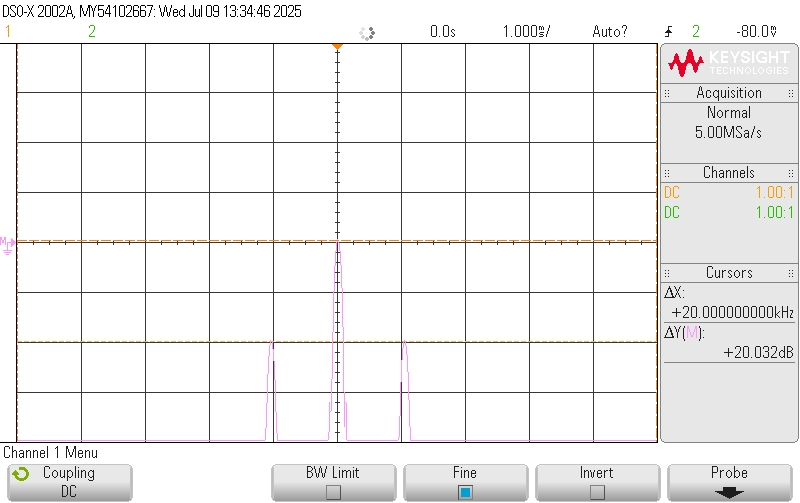 DSO-X 2002A, MY54102667: Wed Jul 09 13:34:46 2025
1 2 0.0s 1.000s/ Auto? 2 -80.0V
KEYSIGHT
TECHNOLOGIES
Acquisition
Normal
5.00MSa/s
Channels
DC 1.00:1
DC 1.00:1
M
Cursors
ΔX:
+20.000000000kHz
ΔY(M):
+20.032dB
Channel 1 Menu
Coupling
DC
BW Limit
Fine
Invert
Probe